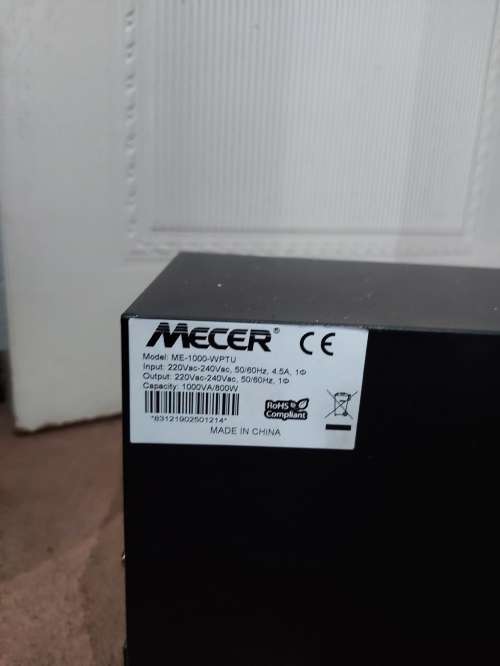 MECER® CE
Model: ME-1000-WPTU
Input: 220Vac-240Vac, 50/60Hz, 4.5A, 1Φ
Output: 220Vac-240Vac, 50/60Hz, 1Φ
Capacity: 1000VA/800W
RoHS
Compliant
*83121902501214*
MADE IN CHINA